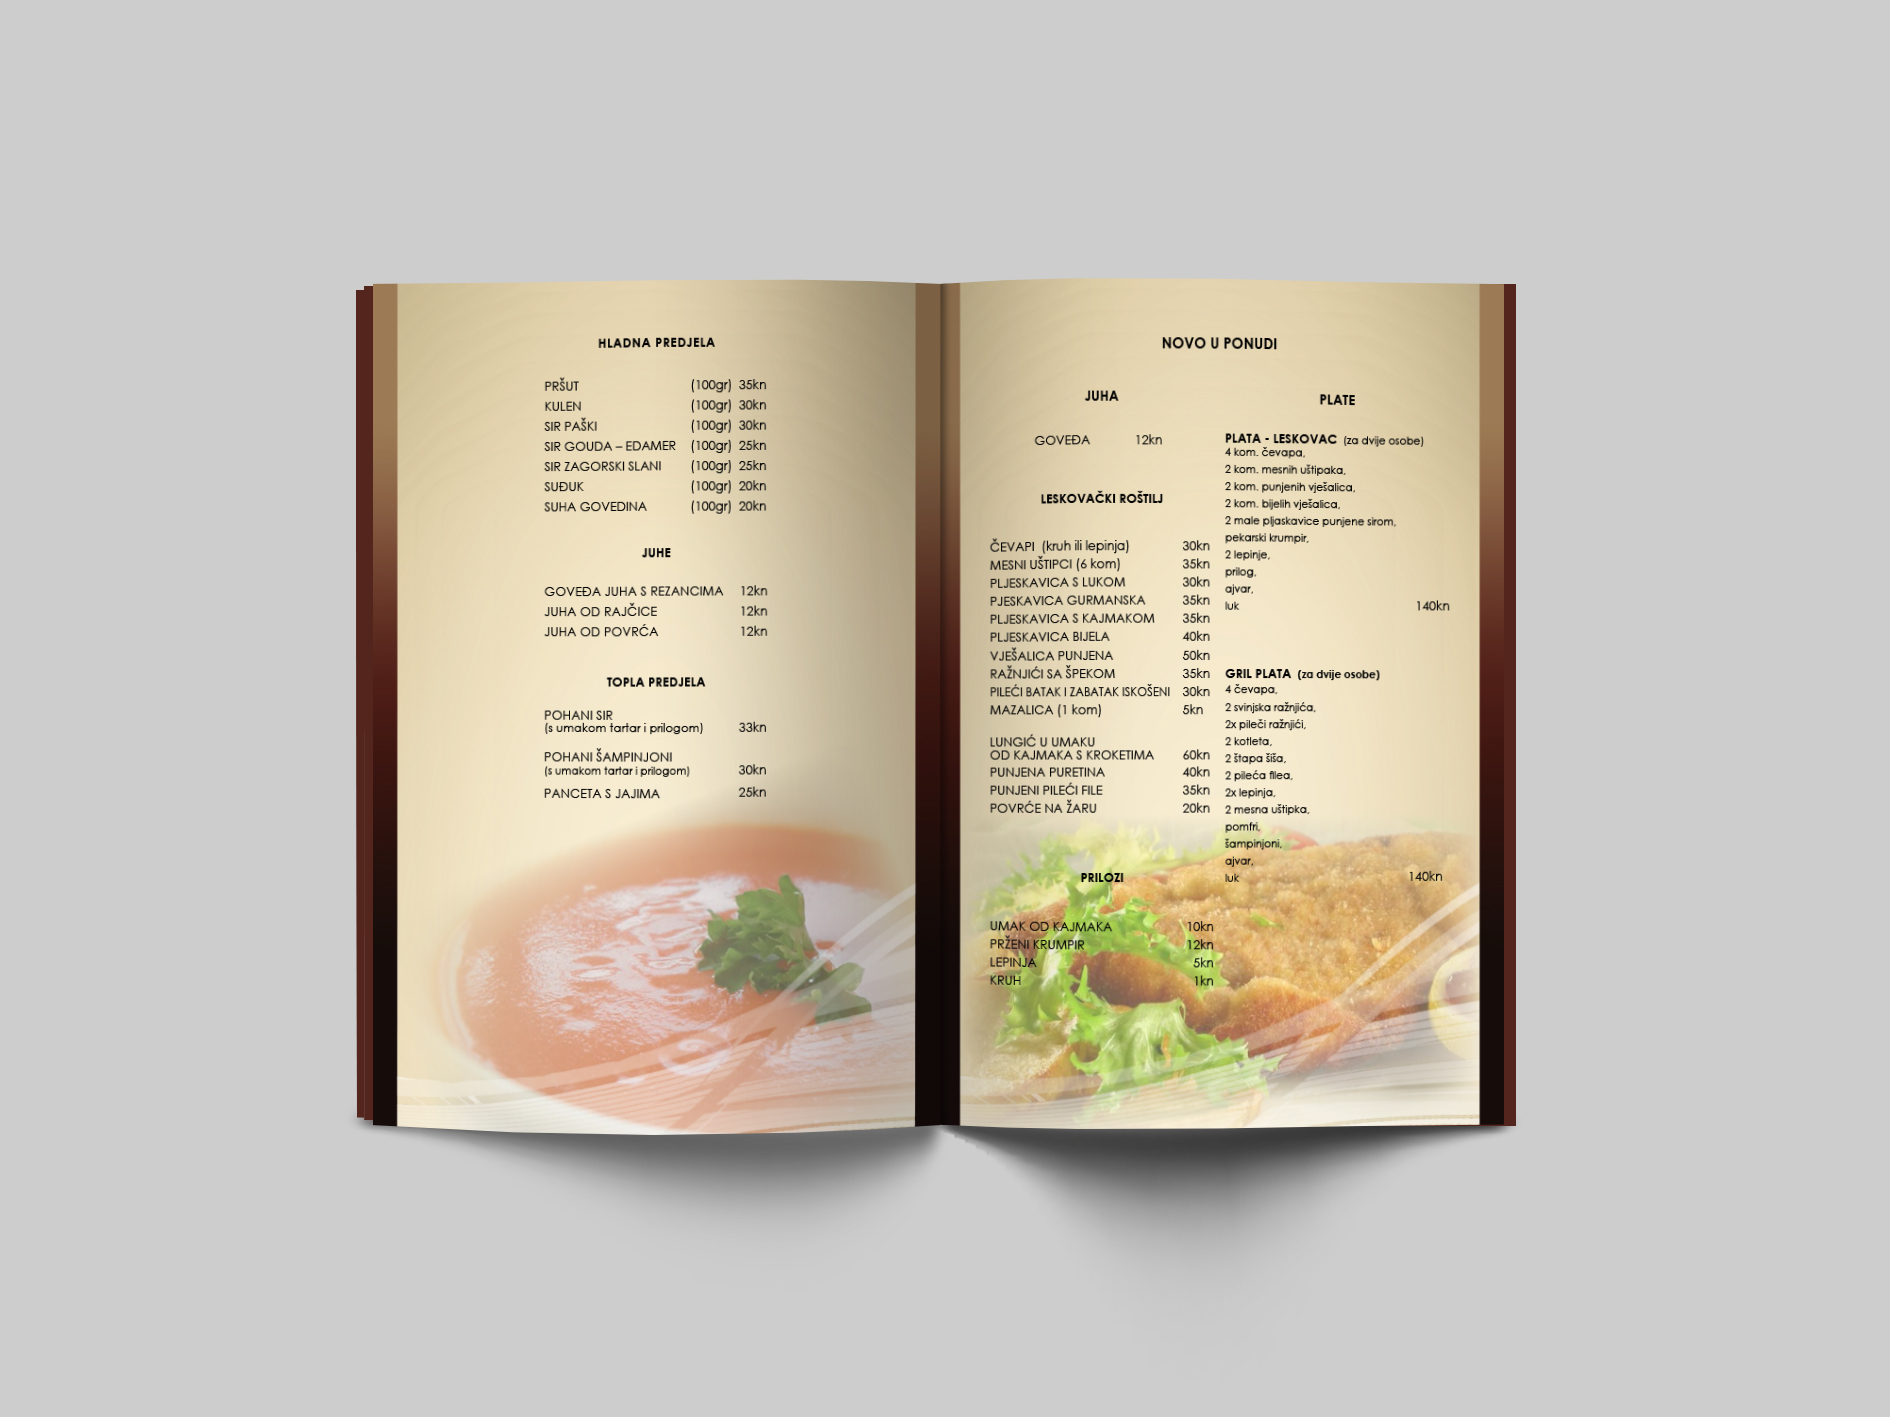 HLADNA PREDJELA
PRŠUT (100gr) 35kn
KULEN (100gr) 30kn
SIR PAŠKI (100gr) 30kn
SIR GOUDA – EDAMER (100gr) 25kn
SIR ZAGORSKI SLANI (100gr) 25kn
SUĐUK (100gr) 20kn
SUHA GOVEDINA (100gr) 20kn
JUHE
GOVEĐA JUHA S REZANCIMA 12kn
JUHA OD RAJČICE 12kn
JUHA OD POVRĆA 12kn
TOPLA PREDJELA
POHANI SIR
(s umakom tartar i prilogom) 33kn
POHANI ŠAMPINJONI
(s umakom tartar i prilogom) 30kn
PANCETA S JAJIMA 25kn
NOVO U PONUDI
JUHA
GOVEĐA 12kn
LESKOVAČKI ROŠTILJ
ČEVAPI (kruh ili lepinja) 30kn
MESNI UŠTIPCI (6 kom) 35kn
PLJESKAVICA S LUKOM 30kn
PJESKAVICA GURMANSKA 35kn
PLJESKAVICA S KAJMAKOM 35kn
PLJESKAVICA BIJELA 40kn
VJEŠALICA PUNJENA 50kn
RAŽNJIĆI SA ŠPEKOM 35kn
PILEĆI BATAK I ZABATAK ISKOŠENI 30kn
MAZALICA (1 kom) 5kn
LUNGIĆ U UMAKU
OD KAJMAKA S KROKETIMA 60kn
PUNJENA PURETINA 40kn
PUNJENI PILEĆI FILE 35kn
POVRĆE NA ŽARU 20kn
PRILOZI
UMAK OD KAJMAKA 10kn
PRŽENI KRUMPIR 12kn
LEPINJA 5kn
KRUH 1kn
PLATE
PLATA - LESKOVAC (za dvije osobe)
4 kom. čevapa,
2 kom. mesnih uštipaka,
2 kom. punjenih vješalica,
2 kom. bijelih vješalica,
2 male pljaskavice punjene sirom,
pekarski krumpir,
2 lepinje,
prilog,
ajvar,
luk 140kn
GRIL PLATA (za dvije osobe)
4 čevapa,
2 svinjska ražnjića,
2x pileči ražnjići,
2 kotleta,
2 štapa šiša,
2 pileća filea,
2x lepinja,
2 mesna uštipka,
pomfri,
šampinjoni,
ajvar,
luk 140kn